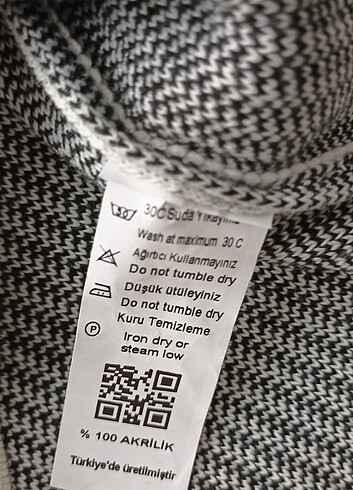 30C Suda Yıkayınız
Wash at maximum 30 C
Ağırtıcı Kullanmayınız
Do not tumble dry
Düşük ütüleyiniz
Do not tumble dry
Kuru Temizleme
P
Iron dry or
steam low
% 100 AKRİLİK
Türkiye'de üretilmiştir